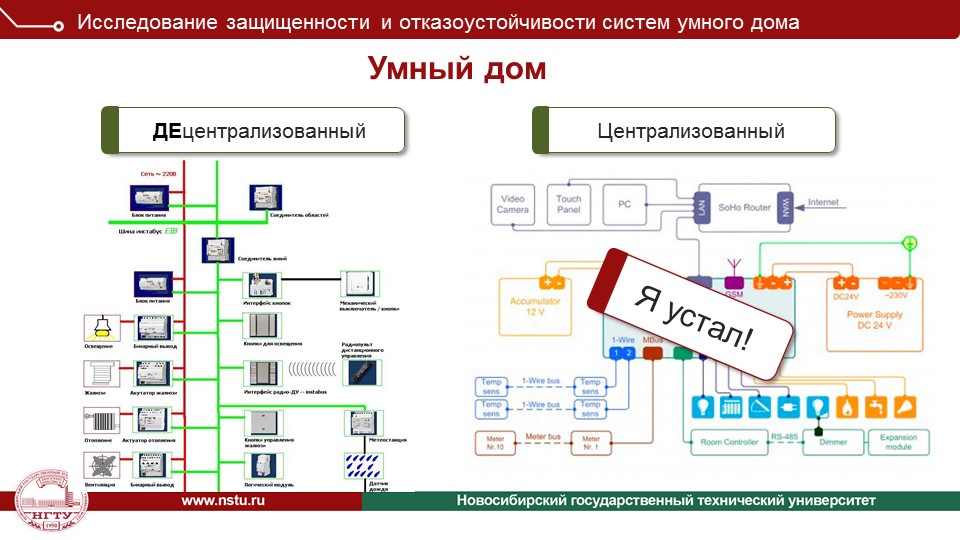 Исследование защищенности и отказоустойчивости систем умного дома
Умный дом
ДЕцентрализованный
Централизованный
Сеть ~ 220В
Блок питания
Соединитель областей
Шина инстабус EIB
Соединитель линий
Блок питания
Интерфейс кнопок
Механический
выключатель / кнопки
Освещение
Бинарный вывод
Кнопки для освещения
Радиопульт
дистанционного
управления
Жалюзи
Акутатор жалюзи
Интерфейс радио-ДУ -- instabus
Отопление
Актуатор отопления
Кнопки управления
жалюзи
Метеостанция
Вентиляция
Бинарный вывод
Логический модуль
Датчик
дождя
Video
Camera
Touch
Panel
PC
LAN
SoHo Router
WAN
Internet
Accumulator
12 V
GSM
DC24V
~230V
Power Supply
DC 24 V
Я устал!
1-Wire
MBus
1 2
Temp
sens
1-Wire bus
Temp
sens
Temp
sens
1-Wire bus
Temp
sens
Meter
Nr.10
Meter bus
Meter
Nr. 1
Room Controller
RS-485
Dimmer
Expansion
module
НГТУ
1950
www.nstu.ru
Новосибирский государственный технический университет